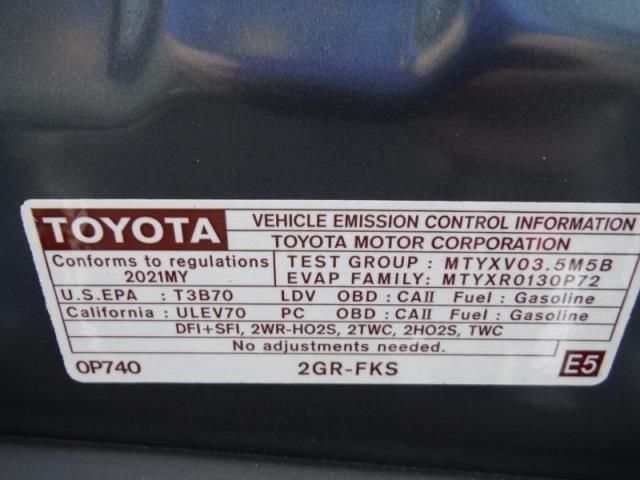 TOYOTA VEHICLE EMISSION CONTROL INFORMATION
TOYOTA MOTOR CORPORATION
Conforms to regulations TEST GROUP : MTYXV03.5M5B
2021MY EVAP FAMILY: MTYXR0130P72
U.S.EPA : T3B70 LDV OBD : CAII Fuel : Gasoline
California : ULEV70 PC OBD : CAII Fuel : Gasoline
DFI+SFI, 2WR-HO2S, 2TWC, 2HO2S, TWC
No adjustments needed.
0P740 2GR-FKS E5